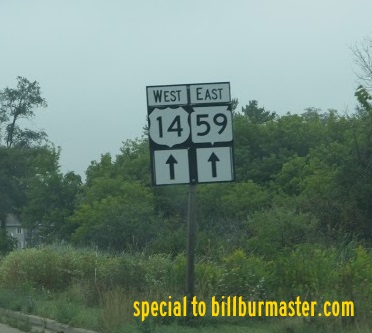 WEST EAST
14 59
special to billburmaster.com